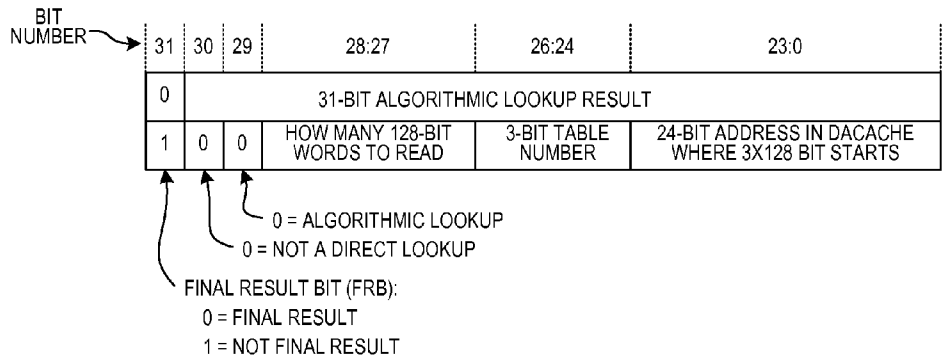 BIT
NUMBER
31 30 29 28:27 26:24 23:0
0 31-BIT ALGORITHMIC LOOKUP RESULT
1 0 0 HOW MANY 128-BIT WORDS TO READ 3-BIT TABLE NUMBER 24-BIT ADDRESS IN DACACHE WHERE 3X128 BIT STARTS
0 = ALGORITHMIC LOOKUP
0 = NOT A DIRECT LOOKUP
FINAL RESULT BIT (FRB):
0 = FINAL RESULT
1 = NOT FINAL RESULT